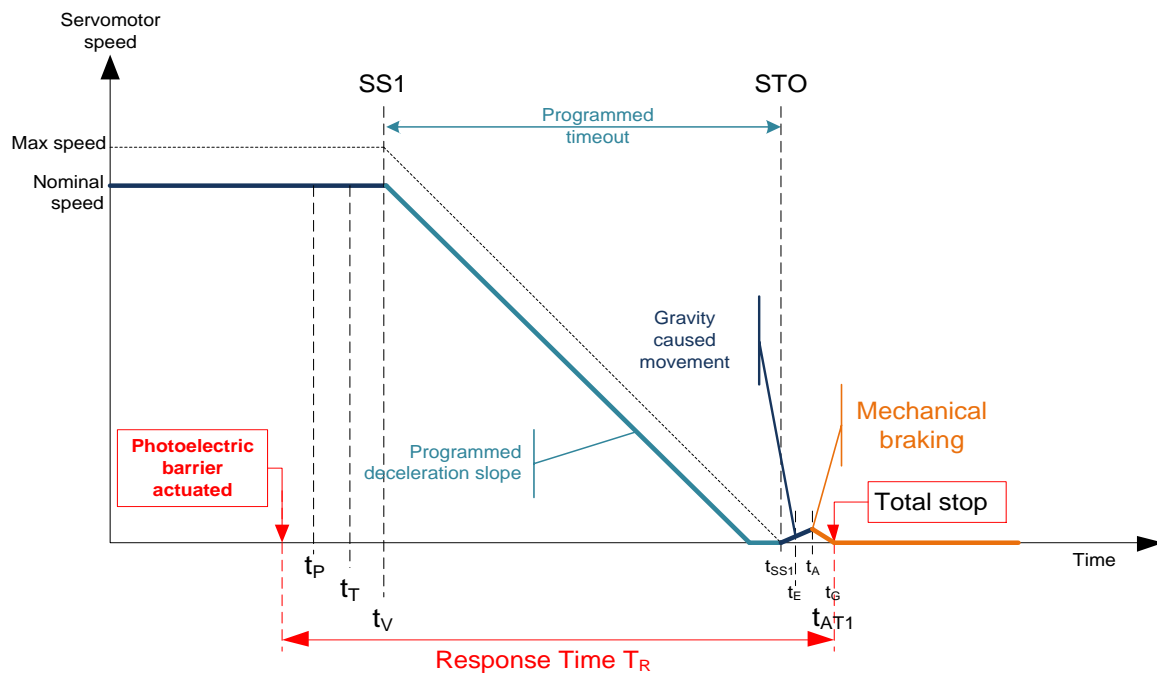 Servomotor
speed
SS1
STO
Programmed
timeout
Max speed
Nominal
speed
Gravity
caused
movement
Mechanical
braking
Photoelectric
barrier
actuated
Programmed
deceleration slope
Total stop
Time
tP
tT
tV
tSS1
tE
tA
tG
tAT1
Response Time TR